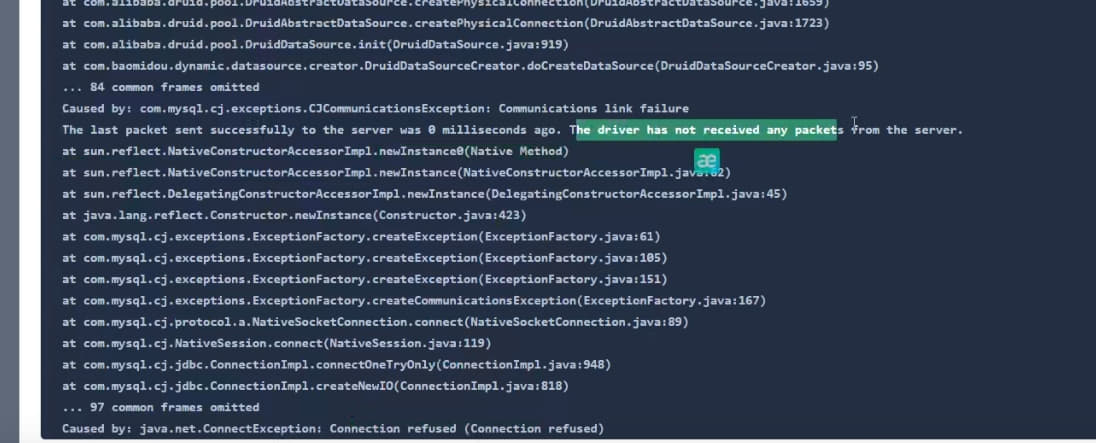 at com.alibaba.druid.pool.DruidAbstractDataSource.createPhysicalConnection(DruidAbstractDataSource.java:1659)
at com.alibaba.druid.pool.DruidAbstractDataSource.createPhysicalConnection(DruidAbstractDataSource.java:1723)
at com.alibaba.druid.pool.DruidDataSource.init(DruidDataSource.java:919)
at com.baomidou.dynamic.datasource.creator.DruidDataSourceCreator.doCreateDataSource(DruidDataSourceCreator.java:95)
... 84 common frames omitted
Caused by: com.mysql.cj.exceptions.CJCommunicationsException: Communications link failure
The last packet sent successfully to the server was 0 milliseconds ago. The driver has not received any packets from the server.
at sun.reflect.NativeConstructorAccessorImpl.newInstance0(Native Method)
at sun.reflect.NativeConstructorAccessorImpl.newInstance(NativeConstructorAccessorImpl.java:62)
at sun.reflect.DelegatingConstructorAccessorImpl.newInstance(DelegatingConstructorAccessorImpl.java:45)
at java.lang.reflect.Constructor.newInstance(Constructor.java:423)
at com.mysql.cj.exceptions.ExceptionFactory.createException(ExceptionFactory.java:61)
at com.mysql.cj.exceptions.ExceptionFactory.createException(ExceptionFactory.java:105)
at com.mysql.cj.exceptions.ExceptionFactory.createException(ExceptionFactory.java:151)
at com.mysql.cj.exceptions.ExceptionFactory.createCommunicationsException(ExceptionFactory.java:167)
at com.mysql.cj.protocol.a.NativeSocketConnection.connect(NativeSocketConnection.java:89)
at com.mysql.cj.NativeSession.connect(NativeSession.java:119)
at com.mysql.cj.jdbc.ConnectionImpl.connectOneTryOnly(ConnectionImpl.java:948)
at com.mysql.cj.jdbc.ConnectionImpl.createNewIO(ConnectionImpl.java:818)
... 97 common frames omitted
Caused by: java.net.ConnectException: Connection refused (Connection refused)